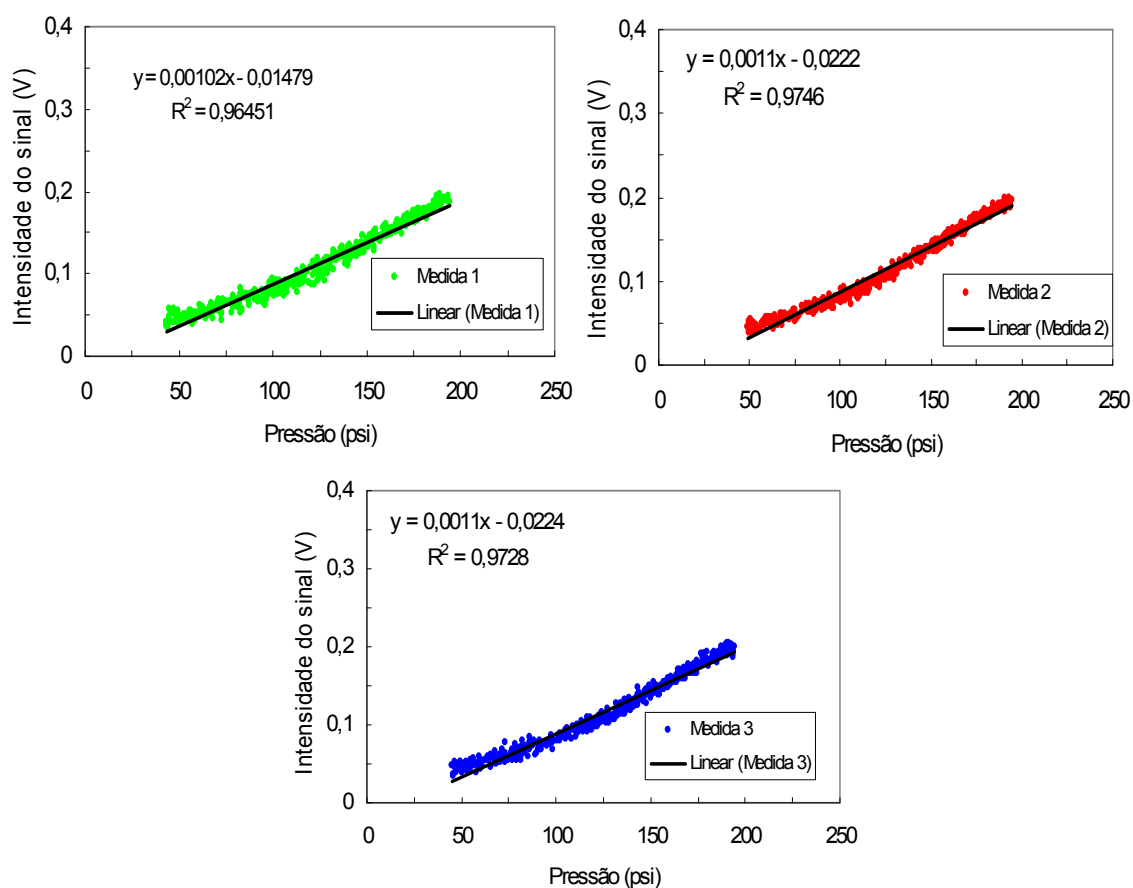 Intensidade do sinal (V)
0,4
0,3
0,2
0,1
0
y = 0,00102x - 0,01479
R² = 0,96451
Medida 1
Linear (Medida 1)
0 50 100 150 200 250
Pressão (psi)
Intensidade do sinal (V)
0,4
0,3
0,2
0,1
0
y = 0,0011x - 0,0222
R² = 0,9746
Medida 2
Linear (Medida 2)
0 50 100 150 200 250
Pressão (psi)
Intensidade do sinal (V)
0,4
0,3
0,2
0,1
0
y = 0,0011x - 0,0224
R² = 0,9728
Medida 3
Linear (Medida 3)
0 50 100 150 200 250
Pressão (psi)